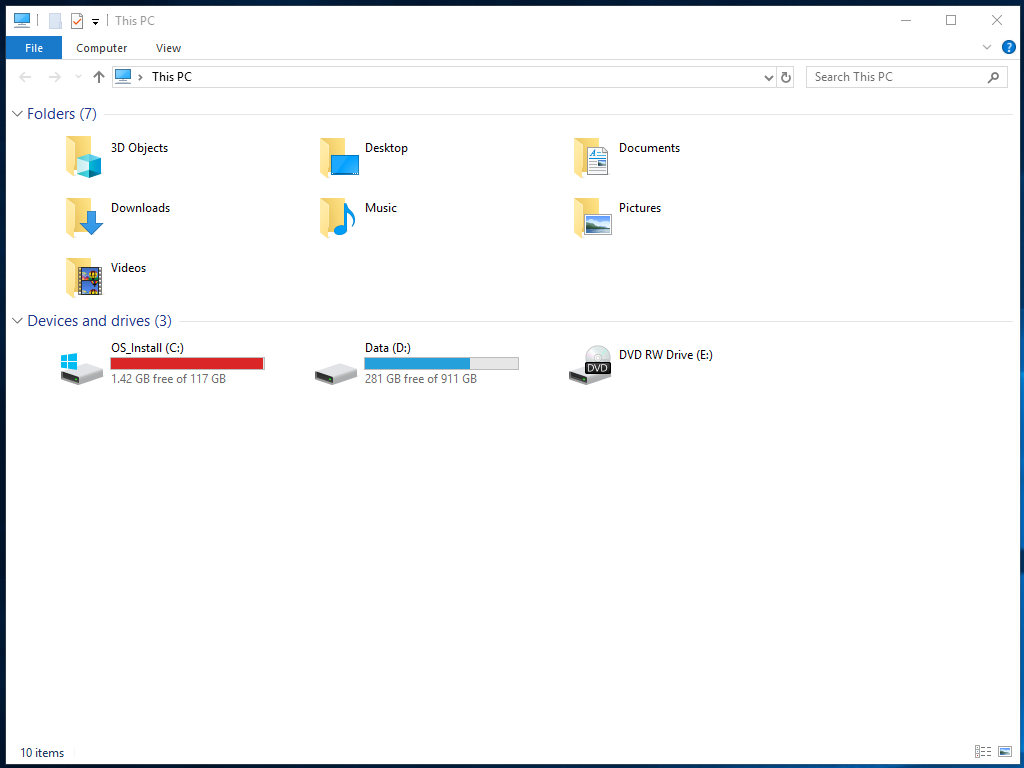 This PC
File Computer View
This PC Search This PC
Folders (7)
3D Objects Desktop Documents
Downloads Music Pictures
Videos
Devices and drives (3)
OS_Install (C:) Data (D:) DVD RW Drive (E:)
DVD
1.42 GB free of 117 GB 281 GB free of 911 GB
10 items